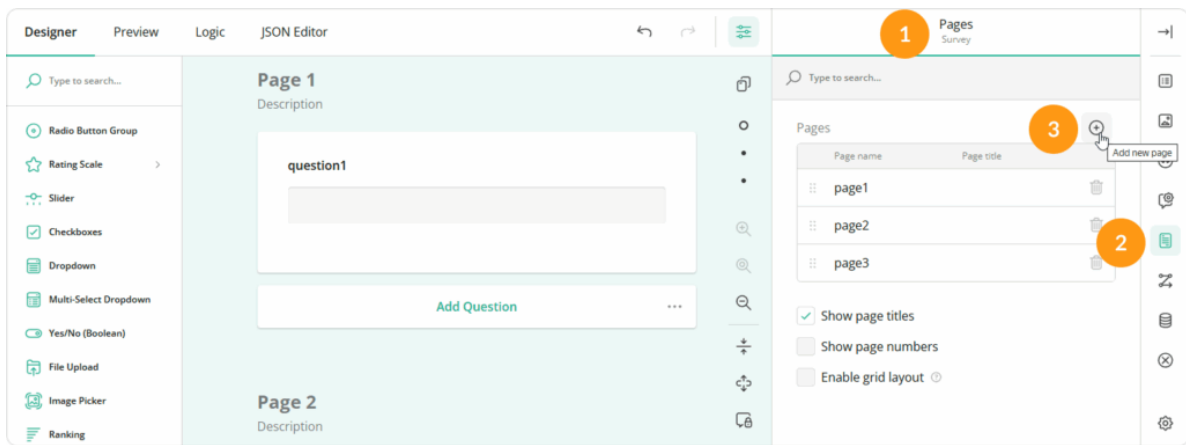 Designer Preview Logic JSON Editor
1
Pages
Survey
Type to search...
Radio Button Group
Rating Scale
Slider
Checkboxes
Dropdown
Multi-Select Dropdown
Yes/No (Boolean)
File Upload
Image Picker
Ranking
Page 1
Description
question1
Add Question
Page 2
Description
Type to search...
Pages
3
Add new page
Page name Page title
page1
page2
2
page3
Show page titles
Show page numbers
Enable grid layout